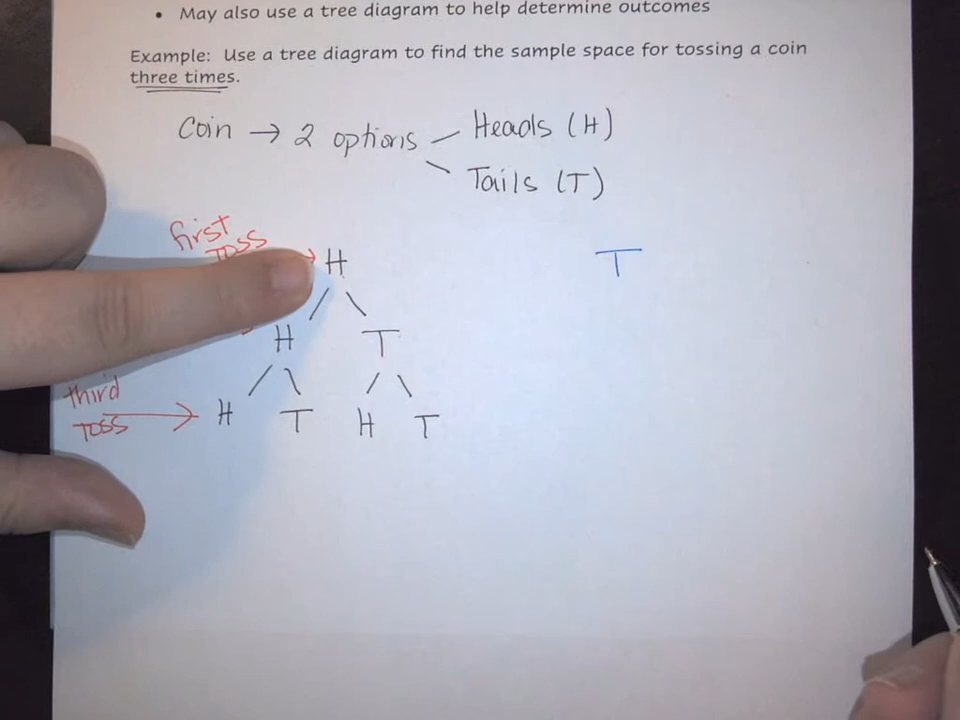 • May also use a tree diagram to help determine outcomes
Example: Use a tree diagram to find the sample space for tossing a coin
three times.
Coin → 2 options
Heads (H)
Tails (T)
first
TOSS
H
T
H
T
third
TOSS
H
T
H
T